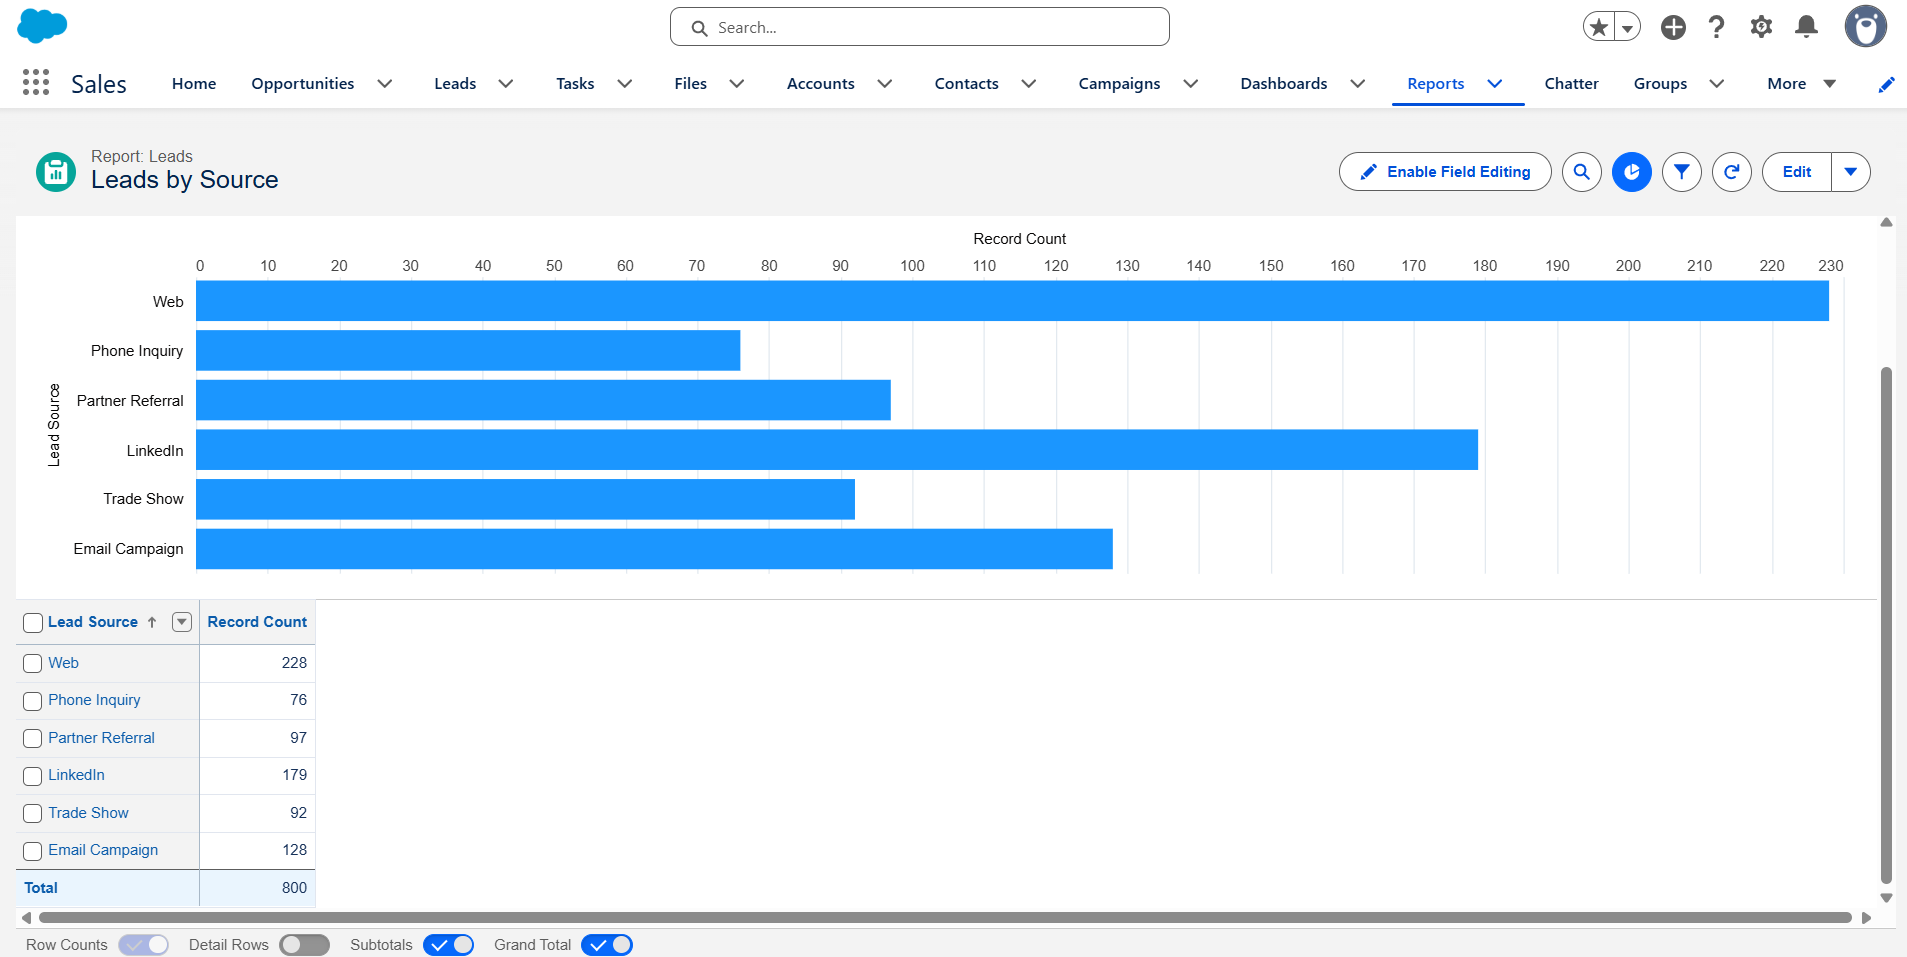 Search...
Sales Home Opportunities Leads Tasks Files Accounts Contacts Campaigns Dashboards Reports Chatter Groups More
Report: Leads
Leads by Source
Enable Field Editing Edit
Record Count
0 10 20 30 40 50 60 70 80 90 100 110 120 130 140 150 160 170 180 190 200 210 220 230
Lead Source
Web
Phone Inquiry
Partner Referral
LinkedIn
Trade Show
Email Campaign
Lead Source Record Count
Web 228
Phone Inquiry 76
Partner Referral 97
LinkedIn 179
Trade Show 92
Email Campaign 128
Total 800
Row Counts Detail Rows Subtotals Grand Total